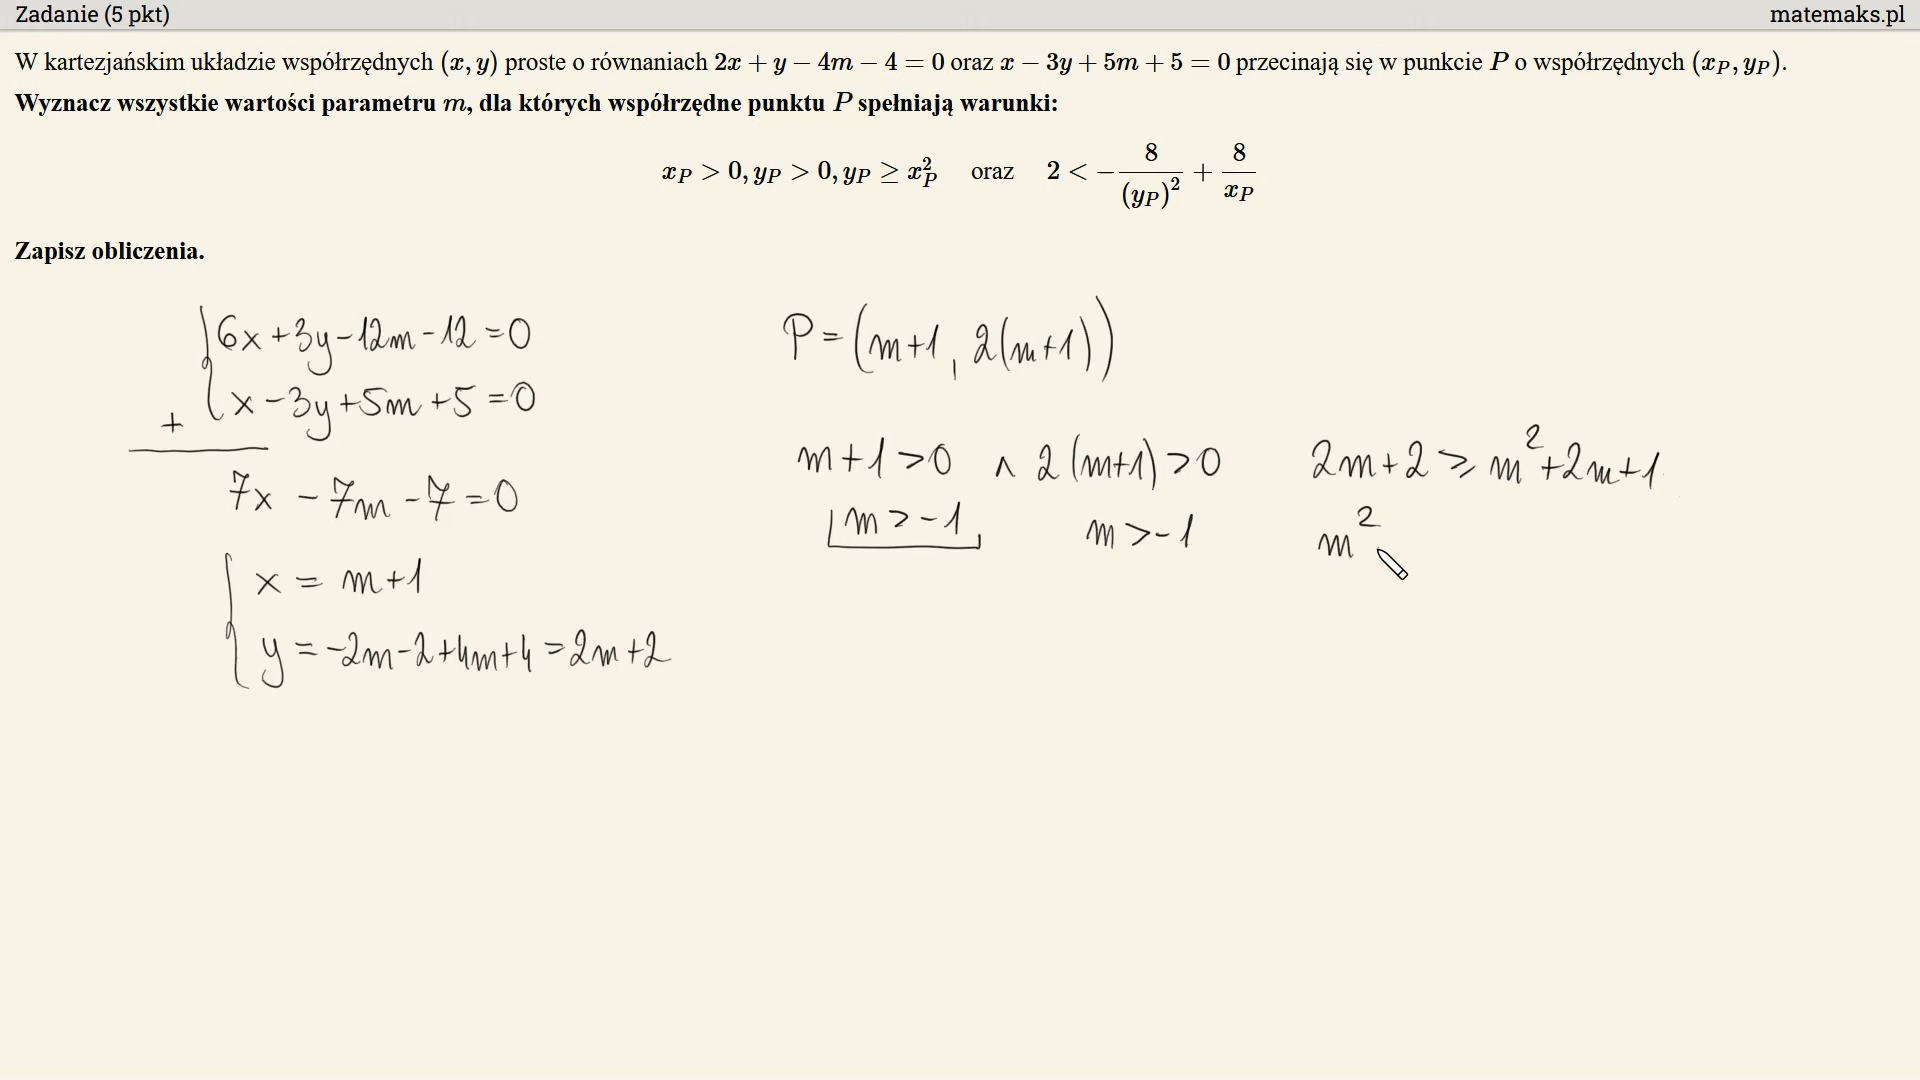 Zadanie (5 pkt)
matemaks.pl
W kartezjańskim układzie współrzędnych (x, y) proste o równaniach 2x + y − 4m − 4 = 0 oraz x − 3y + 5m + 5 = 0 przecinają się w punkcie P o współrzędnych (x_P, y_P).
Wyznacz wszystkie wartości parametru m, dla których współrzędne punktu P spełniają warunki:
x_P > 0, y_P > 0, y_P ≥ x_P^2 oraz 2 < −8/(y_P)^2 + 8/x_P
Zapisz obliczenia.
6x+3y-12m-12=0
x-3y+5m+5=0
+
7x-7m-7=0
x=m+1
y=-2m-2+4m+4=2m+2
P=(m+1, 2(m+1))
m+1>0 ∧ 2(m+1)>0
m>-1 m>-1
2m+2⩾m^2+2m+1
m^2